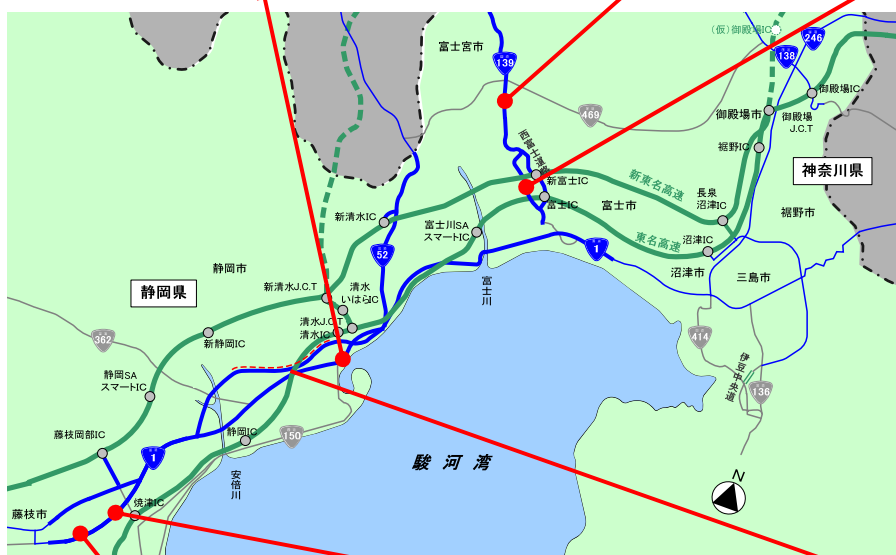 (仮)御殿場IC
246
138
富士宮市
139
469
御殿場IC
御殿場市
御殿場
J.C.T
裾野IC
神奈川県
西富士道路
新富士IC
新東名高速
長泉
沼津IC
富士IC
富士市
裾野市
新清水IC
富士川SA
スマートIC
東名高速
沼津IC
1
52
沼津市
三島市
静岡市
静岡県
新清水J.C.T
清水
いはらIC
富士川
清水J.C.T
清水IC
362
新静岡IC
414
伊豆中央道
136
静岡SA
スマートIC
藤枝岡部IC
静岡IC
150
1
駿河湾
安倍川
N
焼津IC
藤枝市